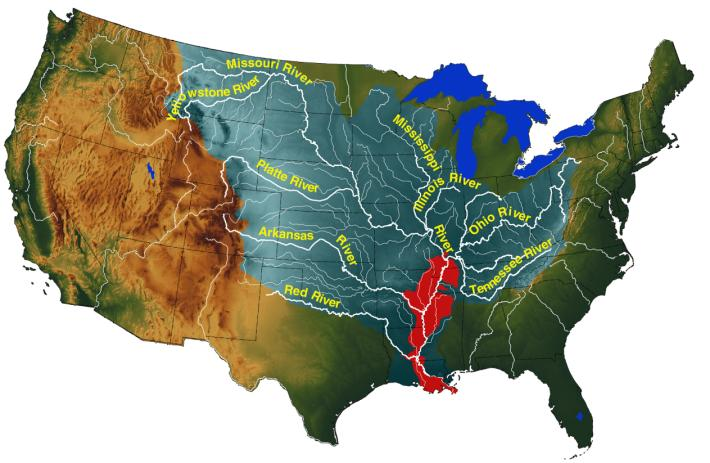 Missouri River
Yellowstone River
Mississippi
River
Illinois River
Platte River
Ohio River
Arkansas
River
Tennessee River
Red River